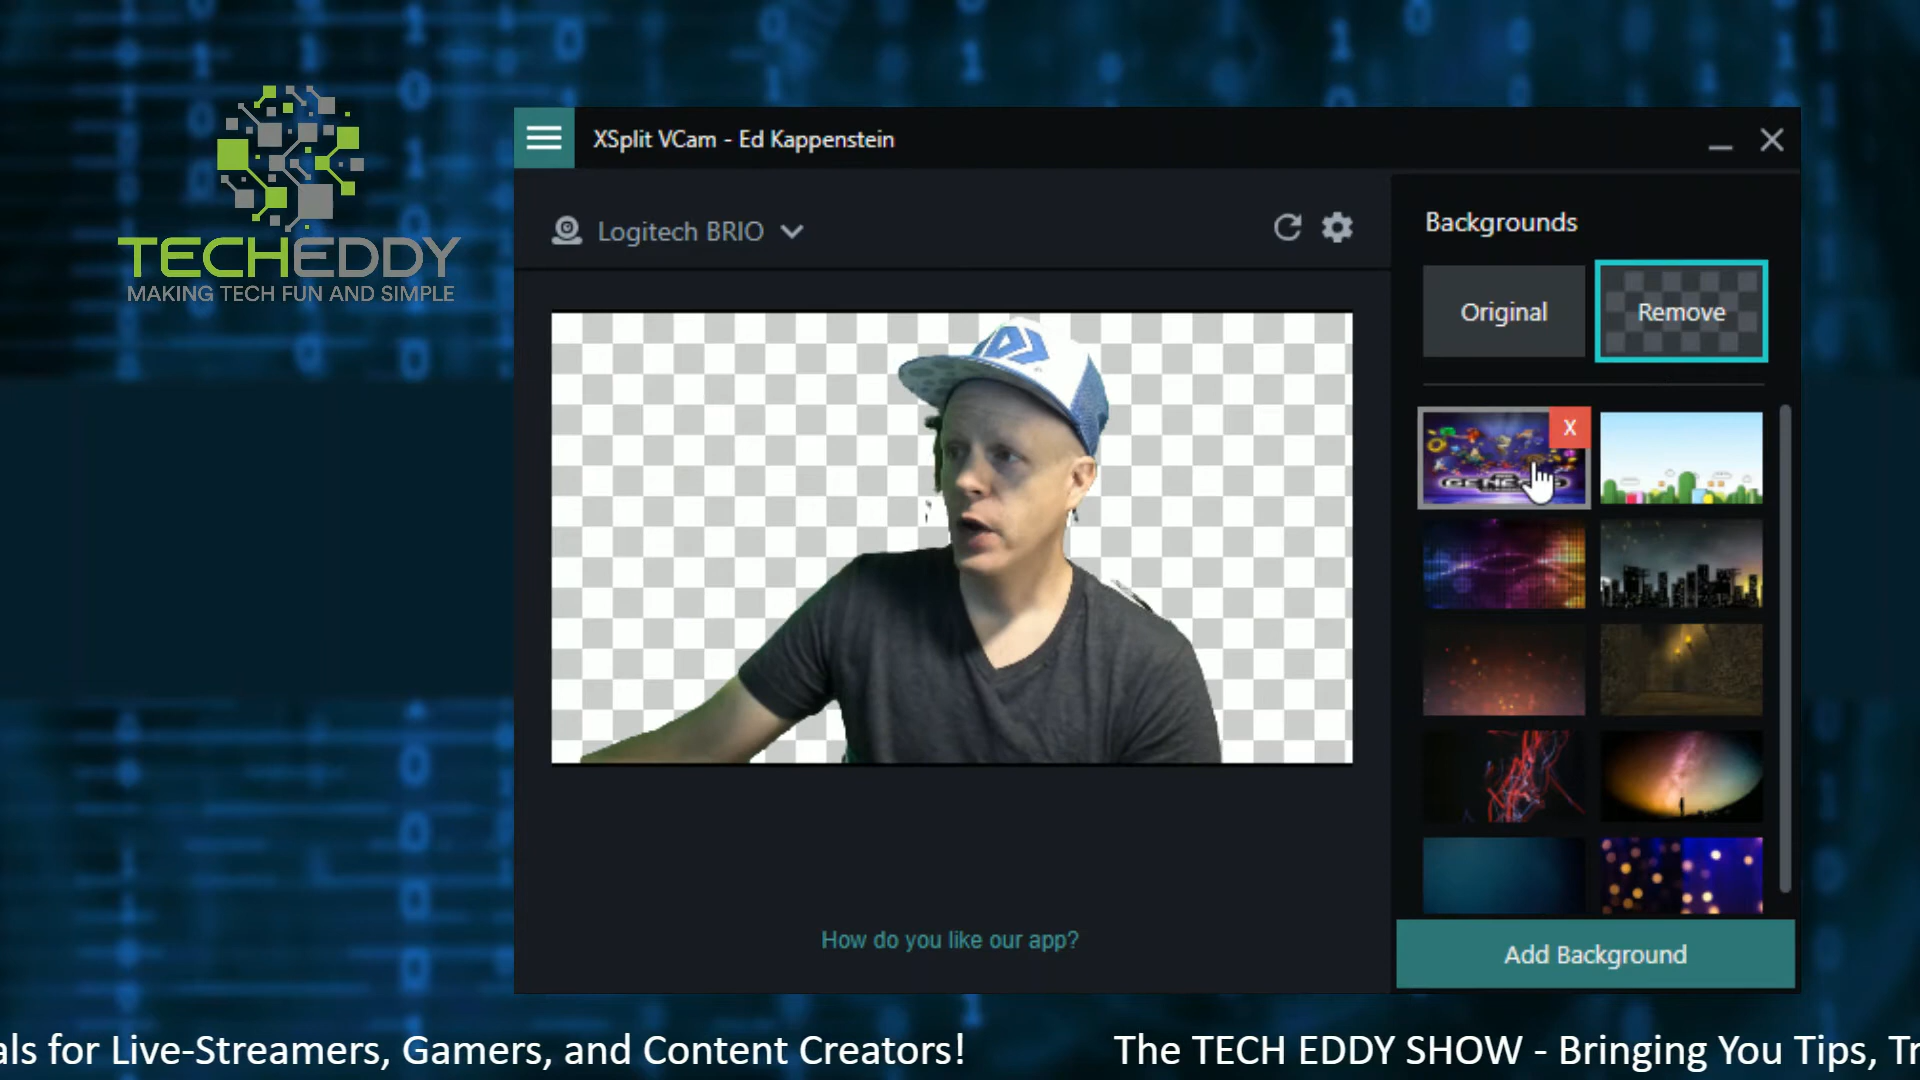 TECHEDDY
MAKING TECH FUN AND SIMPLE
XSplit VCam - Ed Kappenstein
Logitech BRIO
Backgrounds
Original
Remove
X
How do you like our app?
Add Background
als for Live-Streamers, Gamers, and Content Creators!
The TECH EDDY SHOW - Bringing You Tips, Tr